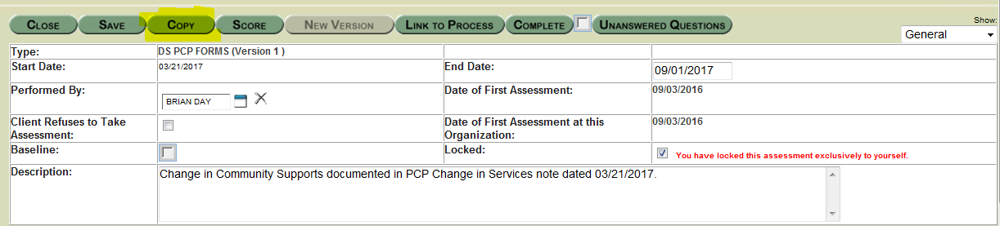 Show:
CLOSE SAVE COPY SCORE NEW VERSION LINK TO PROCESS COMPLETE UNANSWERED QUESTIONS General
Type: DS PCP FORMS (Version 1 )
Start Date: 03/21/2017 End Date: 09/01/2017
Performed By: BRIAN DAY Date of First Assessment: 09/03/2016
Client Refuses to Take Date of First Assessment at this 09/03/2016
Assessment: Organization:
Baseline: Locked: You have locked this assessment exclusively to yourself.
Description: Change in Community Supports documented in PCP Change in Services note dated 03/21/2017.